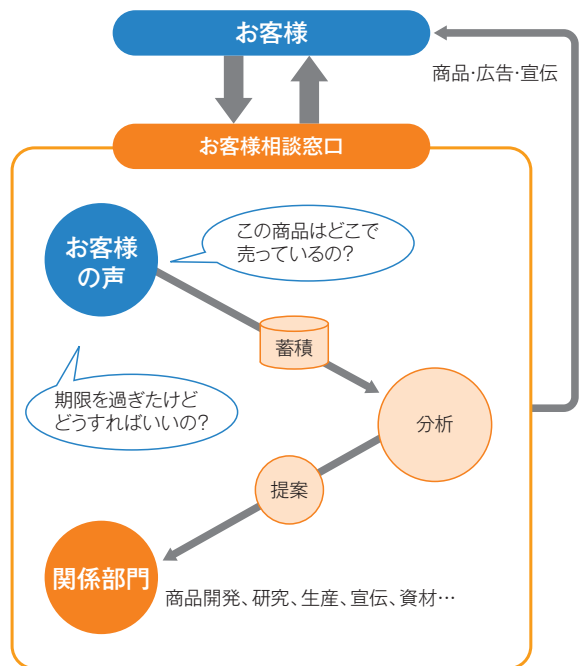 お客様
商品・広告・宣伝
お客様相談窓口
お客様
の声
この商品はどこで
売っているの?
蓄積
期限を過ぎたけど
どうすればいいの?
分析
提案
関係部門
商品開発、研究、生産、宣伝、資材…